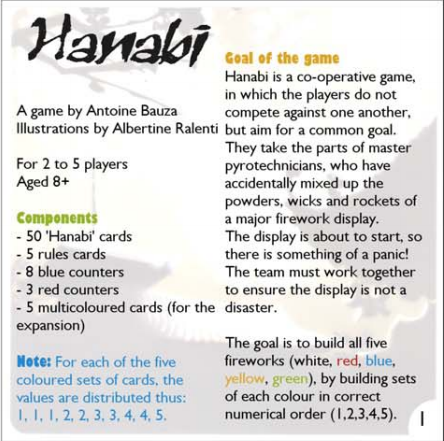 Hanabi
A game by Antoine Bauza
Illustrations by Albertine Ralenti
For 2 to 5 players
Aged 8+
Components
- 50 'Hanabi' cards
- 5 rules cards
- 8 blue counters
- 3 red counters
- 5 multicoloured cards (for the
expansion)
Note: For each of the five
coloured sets of cards, the
values are distributed thus:
1, 1, 1, 2, 2, 3, 3, 4, 4, 5.
Goal of the game
Hanabi is a co-operative game,
in which the players do not
compete against one another,
but aim for a common goal.
They take the parts of master
pyrotechnicians, who have
accidentally mixed up the
powders, wicks and rockets of
a major firework display.
The display is about to start, so
there is something of a panic!
The team must work together
to ensure the display is not a
disaster.
The goal is to build all five
fireworks (white, red, blue,
yellow, green), by building sets
of each colour in correct
numerical order (1,2,3,4,5).
1